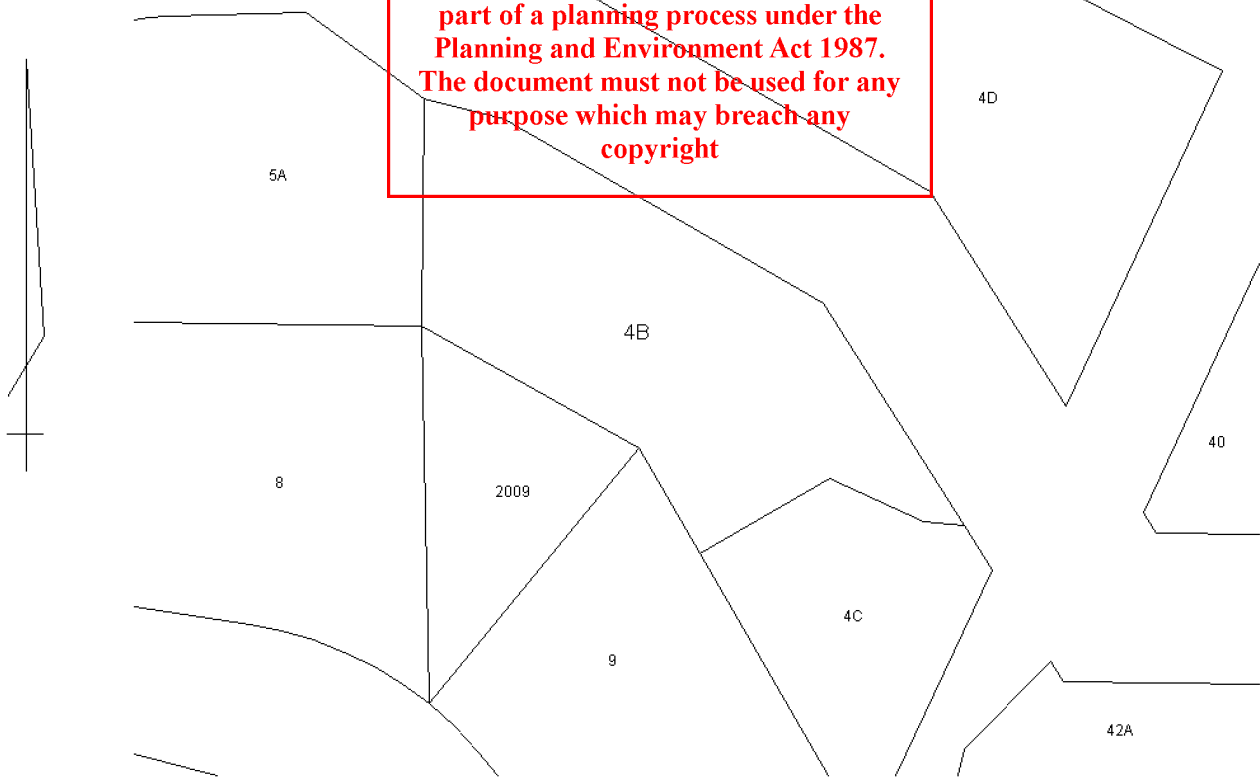 part of a planning process under the
Planning and Environment Act 1987.
The document must not be used for any
purpose which may breach any
copyright
4D
5A
4B
40
8
2009
4C
9
42A